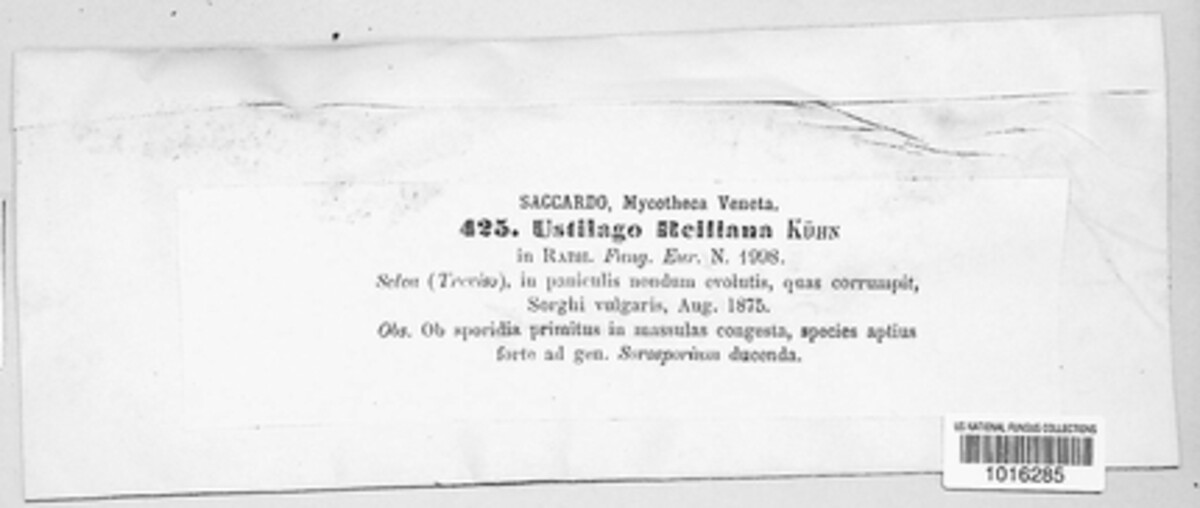 SACCARDO, Mycotheca Veneta.
425. Ustilago Reiliana KÜHN
in RABH. Fung. Eur. N. 1998.
Selva (Treviso), in paniculis nondum evolutis, quas corrumpit,
Sorghi vulgaris, Aug. 1875.
Obs. Ob sporidia primitus in massulas congesta, species aptius
forte ad gen. Sorosporium ducenda.
US NATIONAL FUNGUS COLLECTIONS
1016285